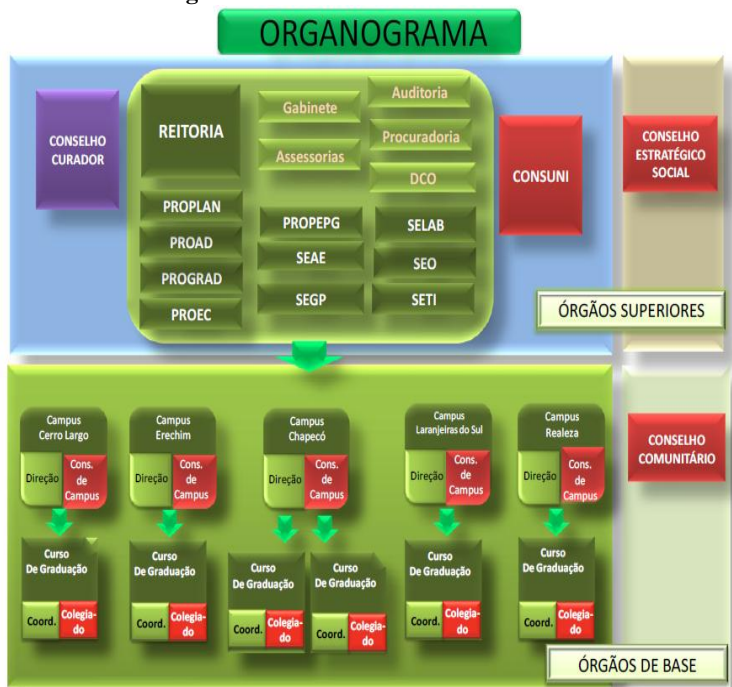 ORGANOGRAMA
CONSELHO
CURADOR
REITORIA
Gabinete
Assessorias
Auditoria
Procuradoria
DCO
CONSUNI
CONSELHO
ESTRATÉGICO
SOCIAL
PROPLAN
PROAD
PROGRAD
PROEC
PROPEPG
SEAE
SEGP
SELAB
SEO
SETI
ÓRGÃOS SUPERIORES
Campus
Cerro Largo
Direção
Cons.
de
Campus
Campus
Erechim
Direção
Cons.
de
Campus
Campus
Chapecó
Direção
Cons.
de
Campus
Campus
Laranjeiras do Sul
Direção
Cons.
de
Campus
Campus
Realeza
Direção
Cons.
de
Campus
CONSELHO
COMUNITÁRIO
Curso
De Graduação
Coord.
Colegia-
do
Curso
De Graduação
Coord.
Colegia-
do
Curso
De Graduação
Coord.
Colegia-
do
Curso
De Graduação
Coord.
Colegia-
do
Curso
De Graduação
Coord.
Colegia-
do
Curso
De Graduação
Coord.
Colegia-
do
ÓRGÃOS DE BASE